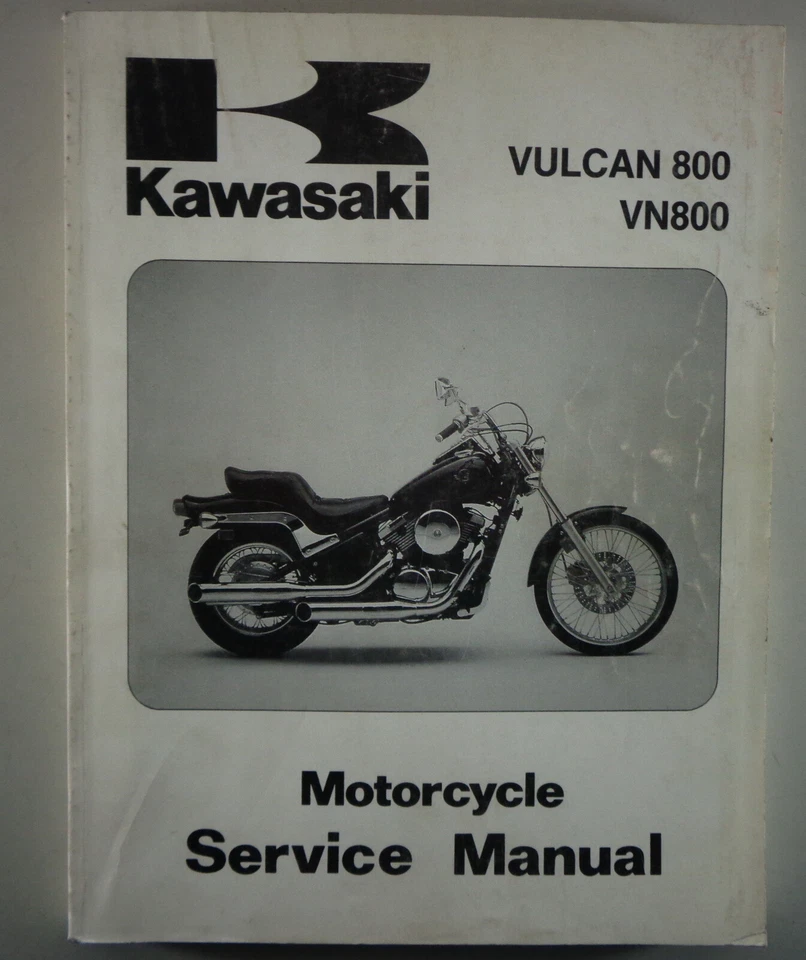 Kawasaki
VULCAN 800
VN800
Motorcycle
Service Manual